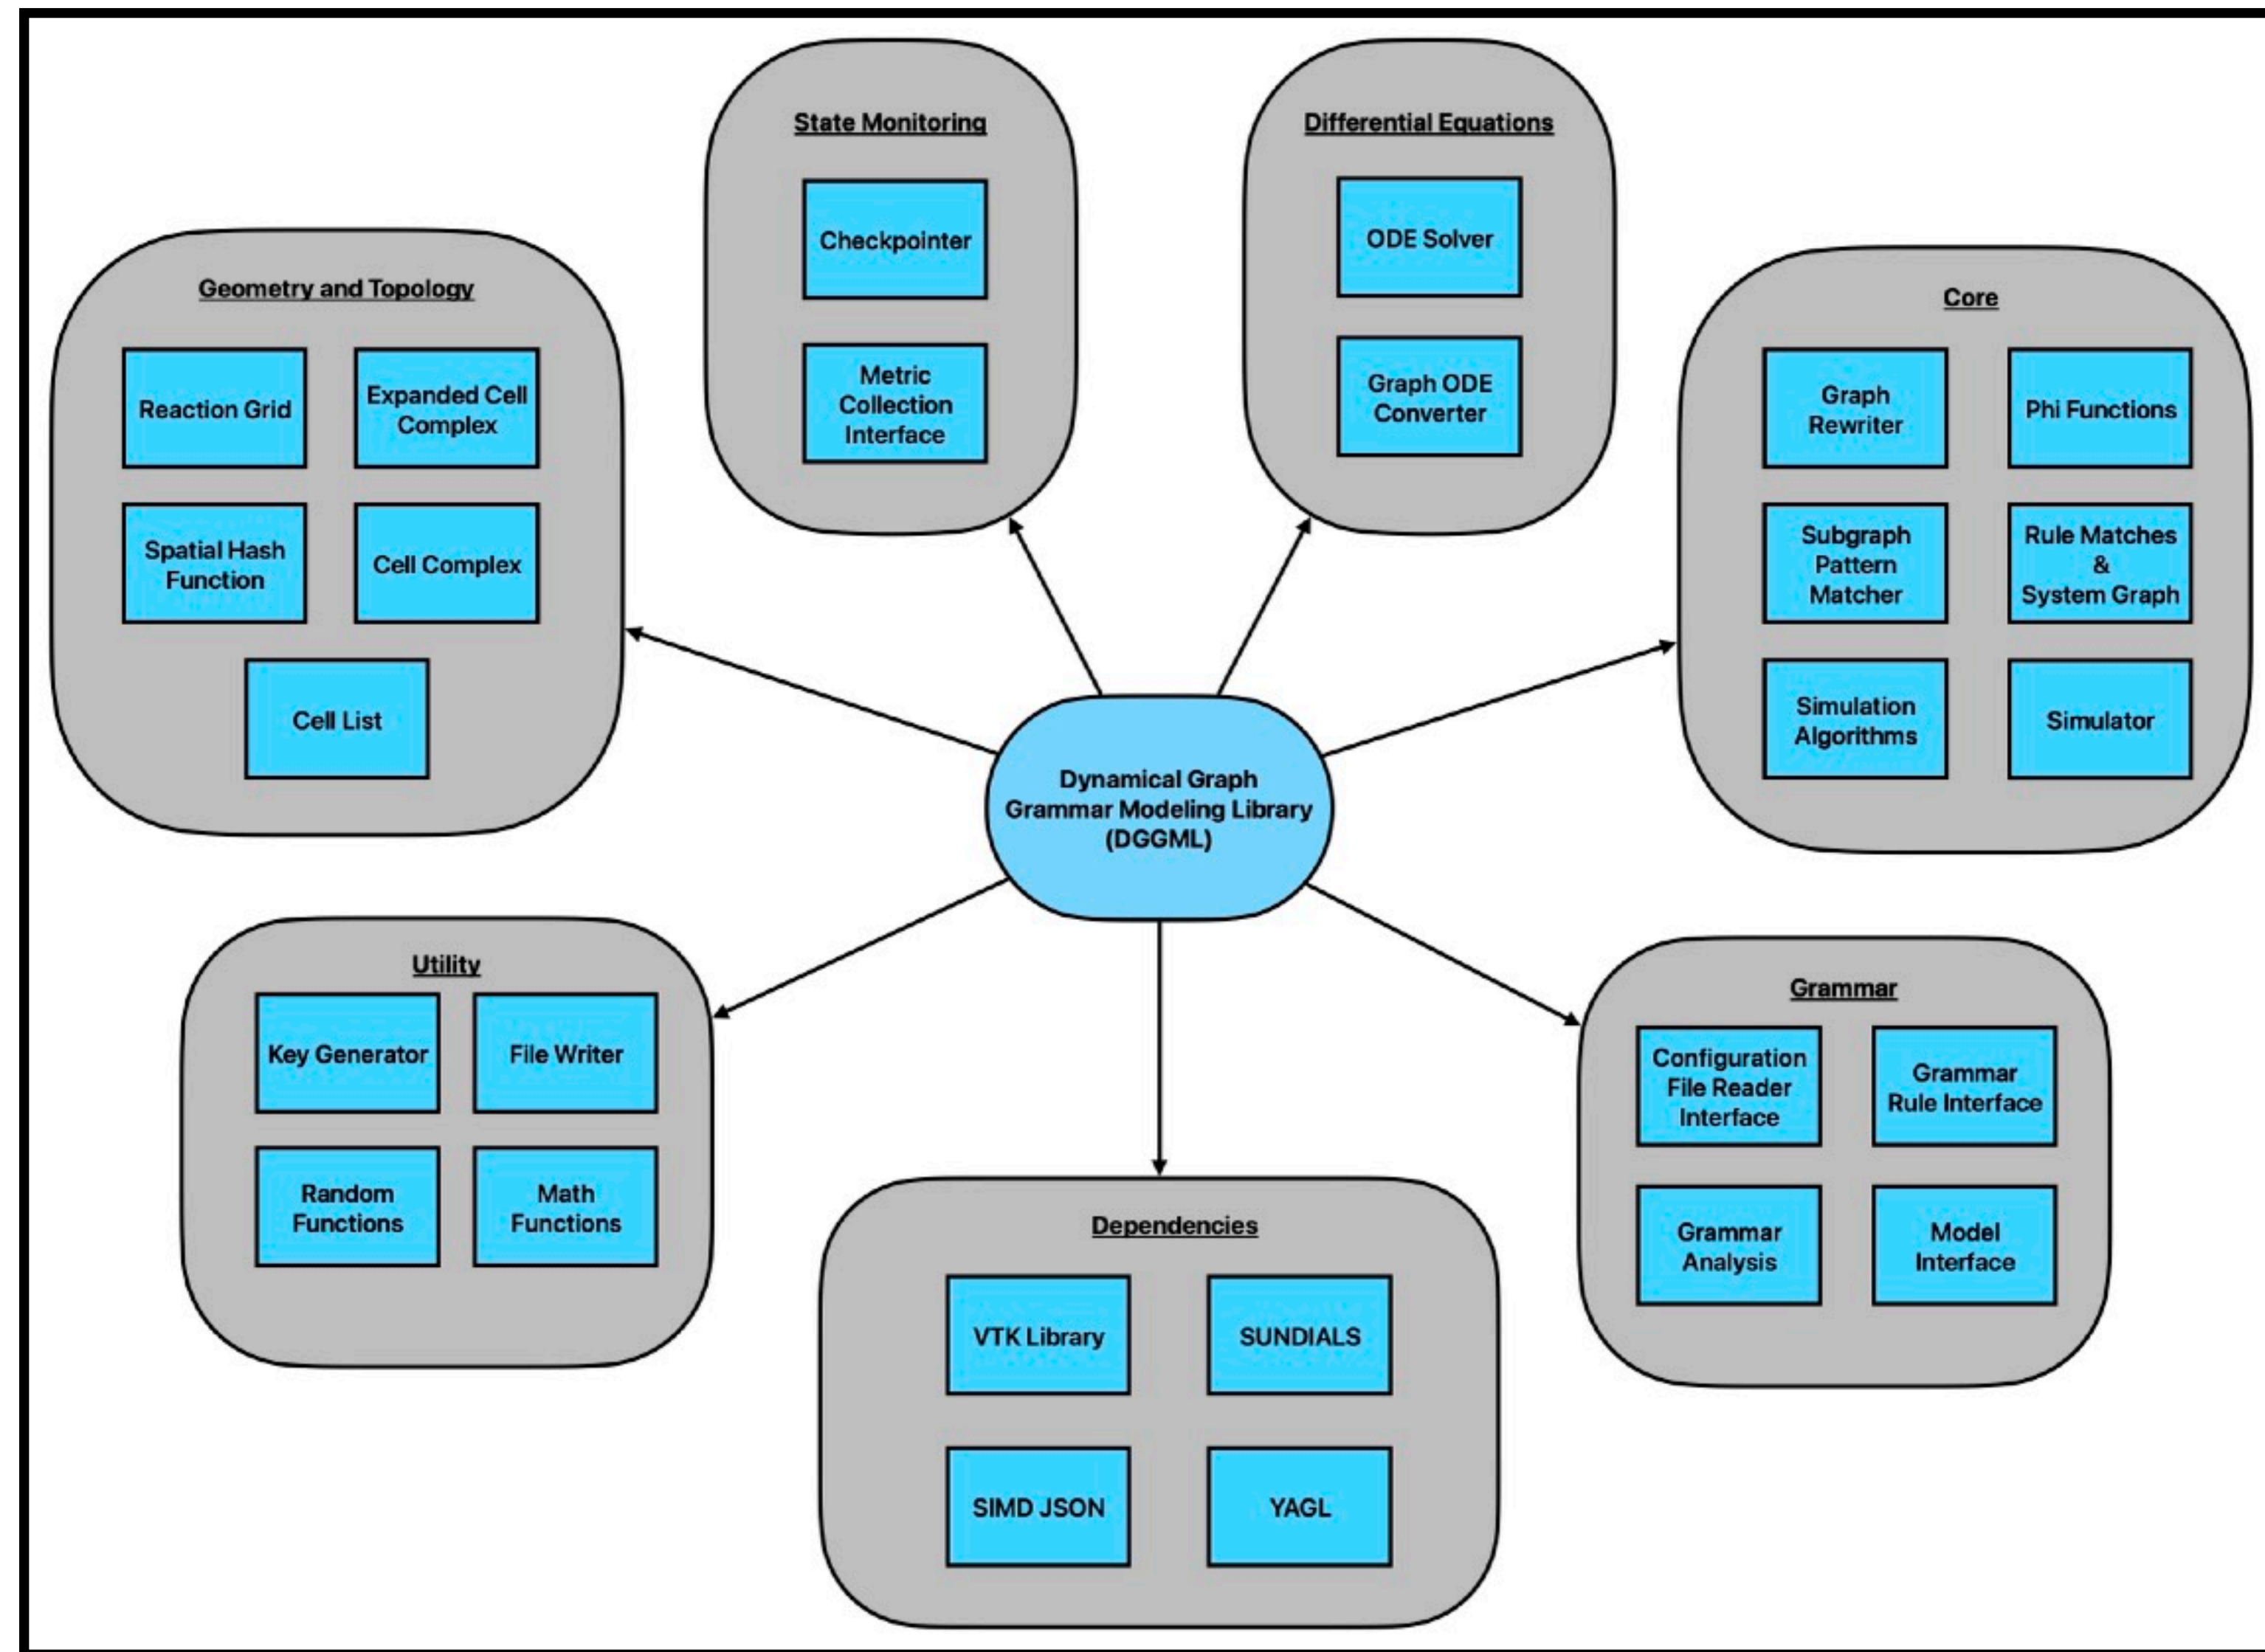 State Monitoring
Checkpointer
Metric
Collection
Interface
Differential Equations
ODE Solver
Graph ODE
Converter
Geometry and Topology
Reaction Grid
Expanded Cell
Complex
Spatial Hash
Function
Cell Complex
Cell List
Core
Graph
Rewriter
Phi Functions
Subgraph
Pattern
Matcher
Rule Matches
&
System Graph
Simulation
Algorithms
Simulator
Dynamical Graph
Grammar Modeling Library
(DGGML)
Utility
Key Generator
File Writer
Random
Functions
Math
Functions
Dependencies
VTK Library
SUNDIALS
SIMD JSON
YAGL
Grammar
Configuration
File Reader
Interface
Grammar
Rule Interface
Grammar
Analysis
Model
Interface